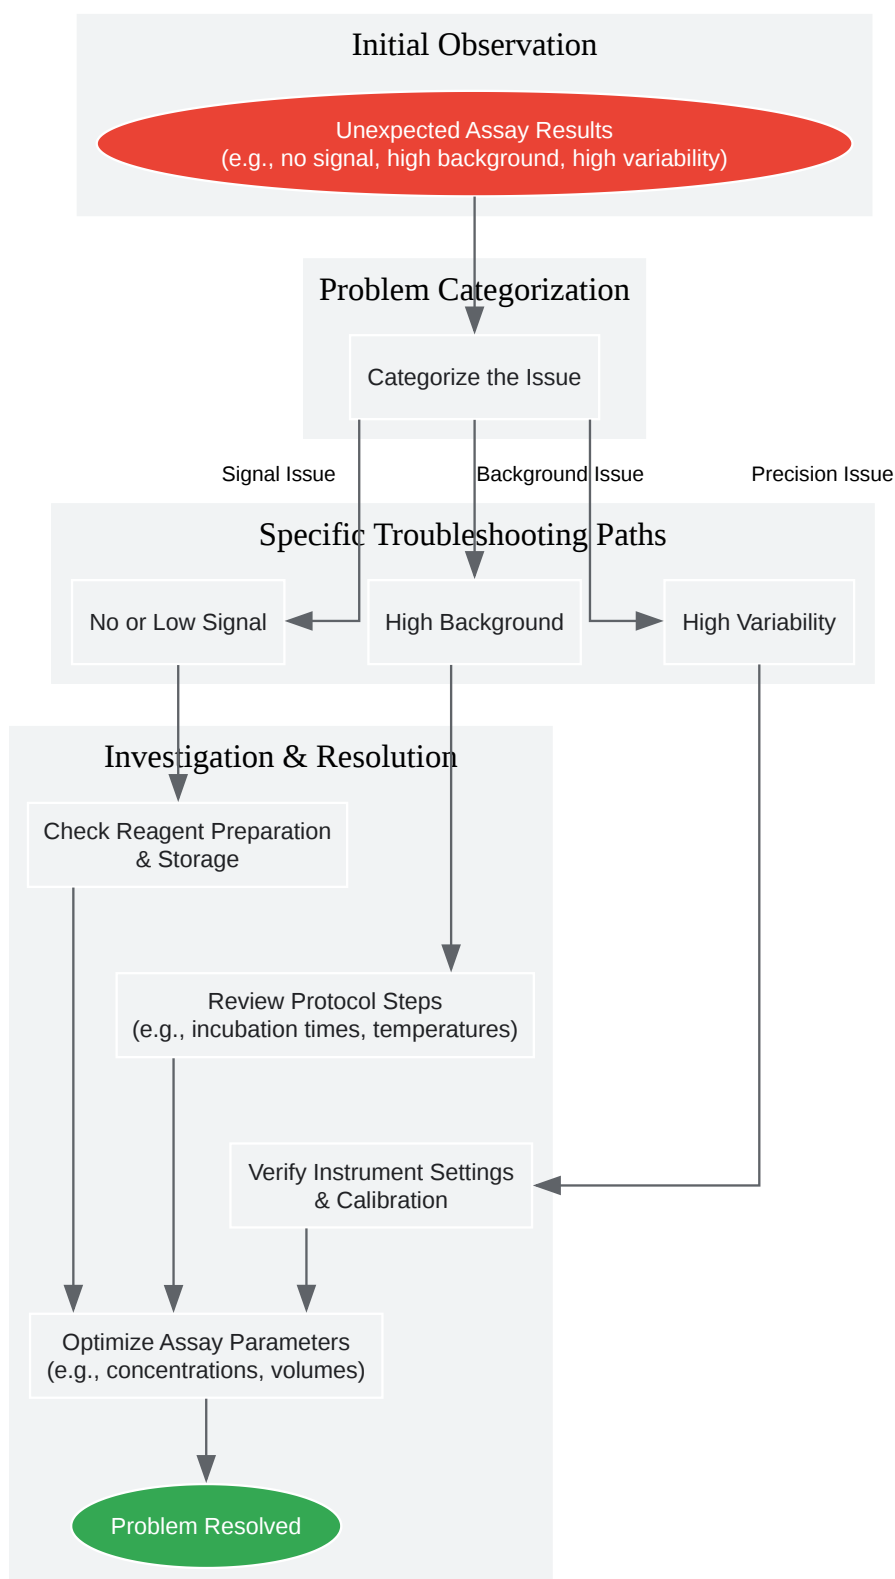 Initial Observation
Unexpected Assay Results
(e.g., no signal, high background, high variability)
Problem Categorization
Categorize the Issue
Signal Issue
Background Issue
Precision Issue
Specific Troubleshooting Paths
No or Low Signal
High Background
High Variability
Investigation & Resolution
Check Reagent Preparation
& Storage
Review Protocol Steps
(e.g., incubation times, temperatures)
Verify Instrument Settings
& Calibration
Optimize Assay Parameters
(e.g., concentrations, volumes)
Problem Resolved